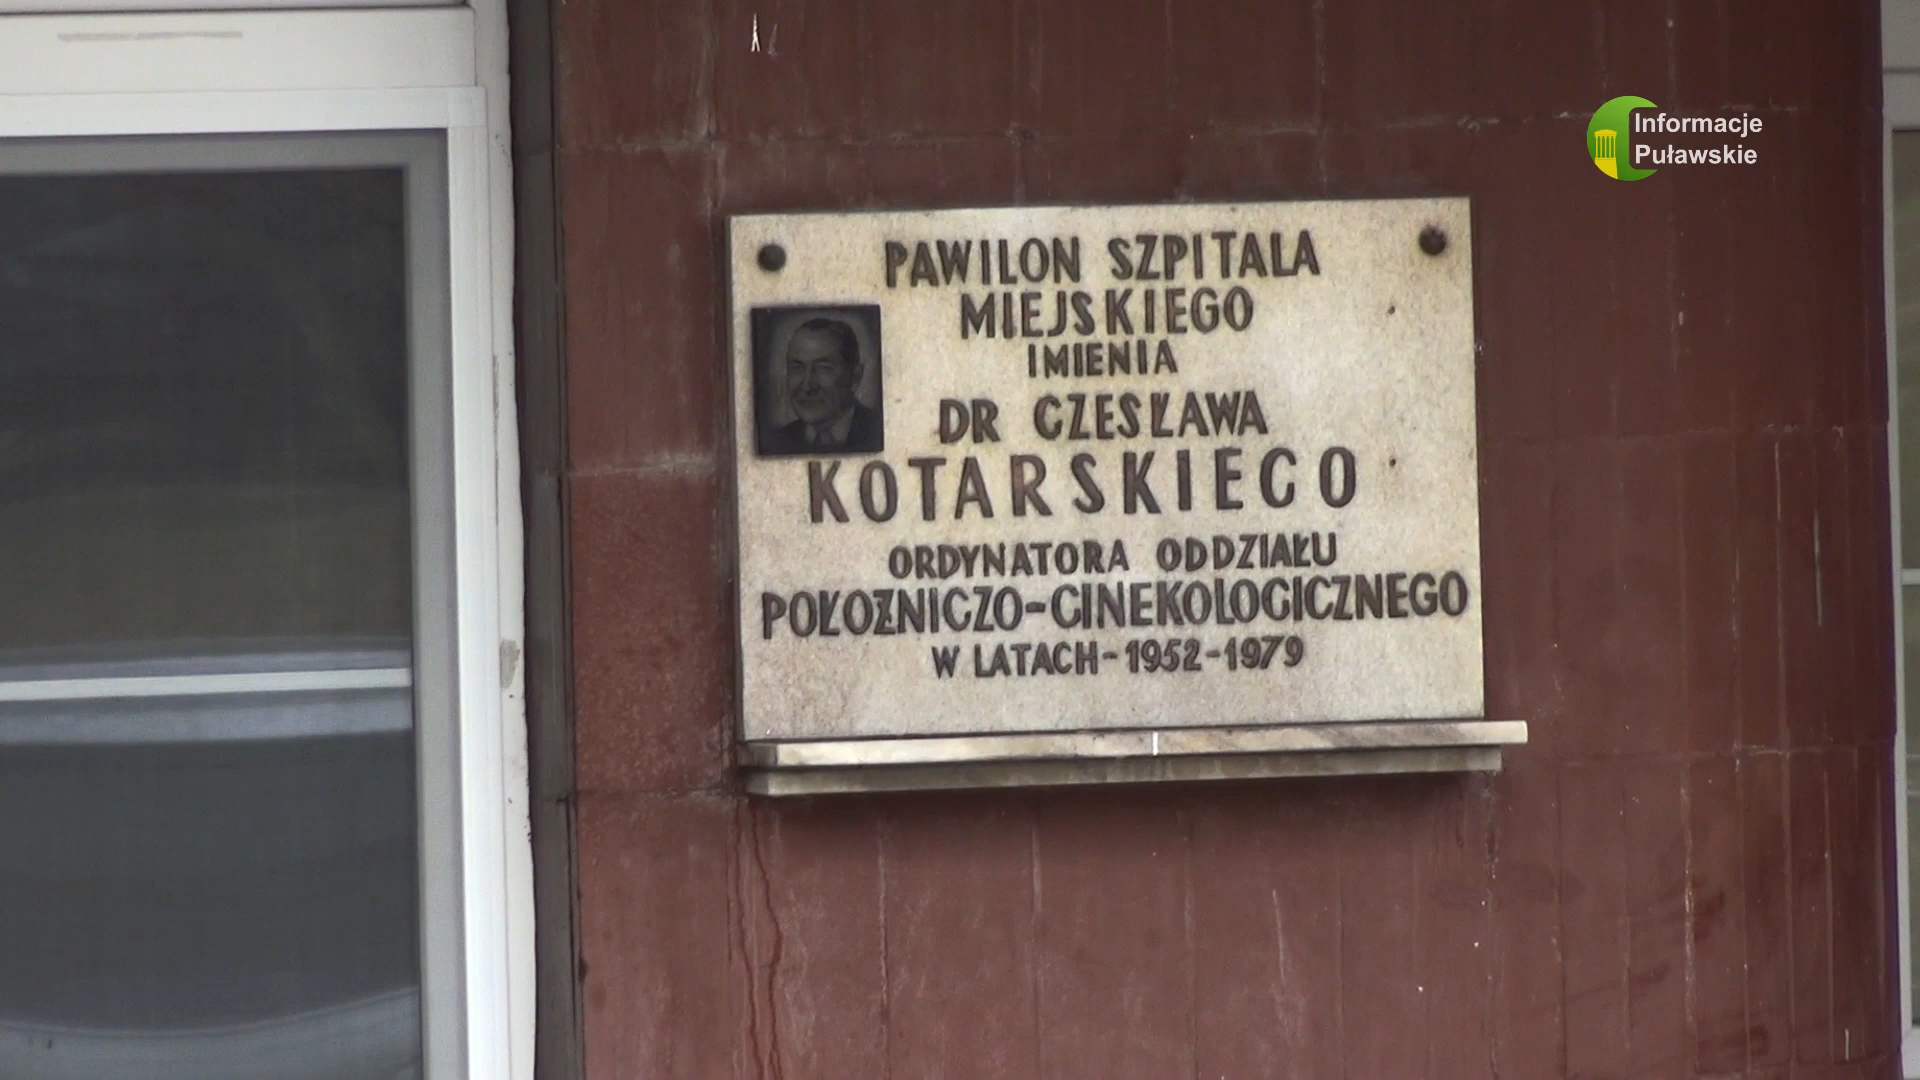 Informacje
Puławskie
PAWILON SZPITALA
MIEJSKIEGO
IMIENIA
DR CZESŁAWA
KOTARSKIEGO
ORDYNATORA ODDZIAŁU
POŁOŻNICZO-GINEKOLOGICZNEGO
W LATACH-1952-1979